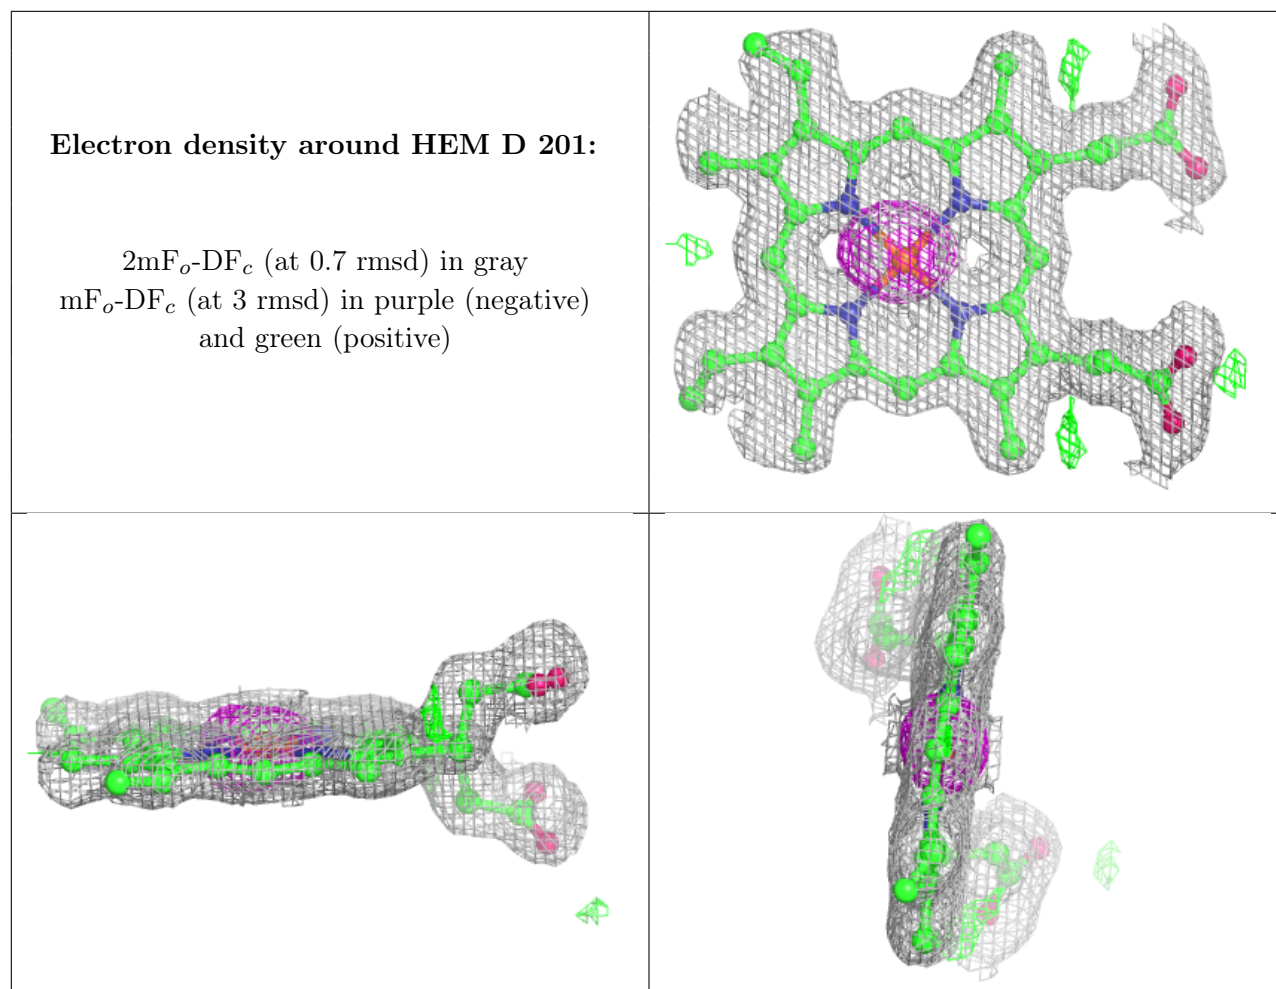 Electron density around HEM D 201:
2mFₒ-DF𝒸 (at 0.7 rmsd) in gray
mFₒ-DF𝒸 (at 3 rmsd) in purple (negative)
and green (positive)